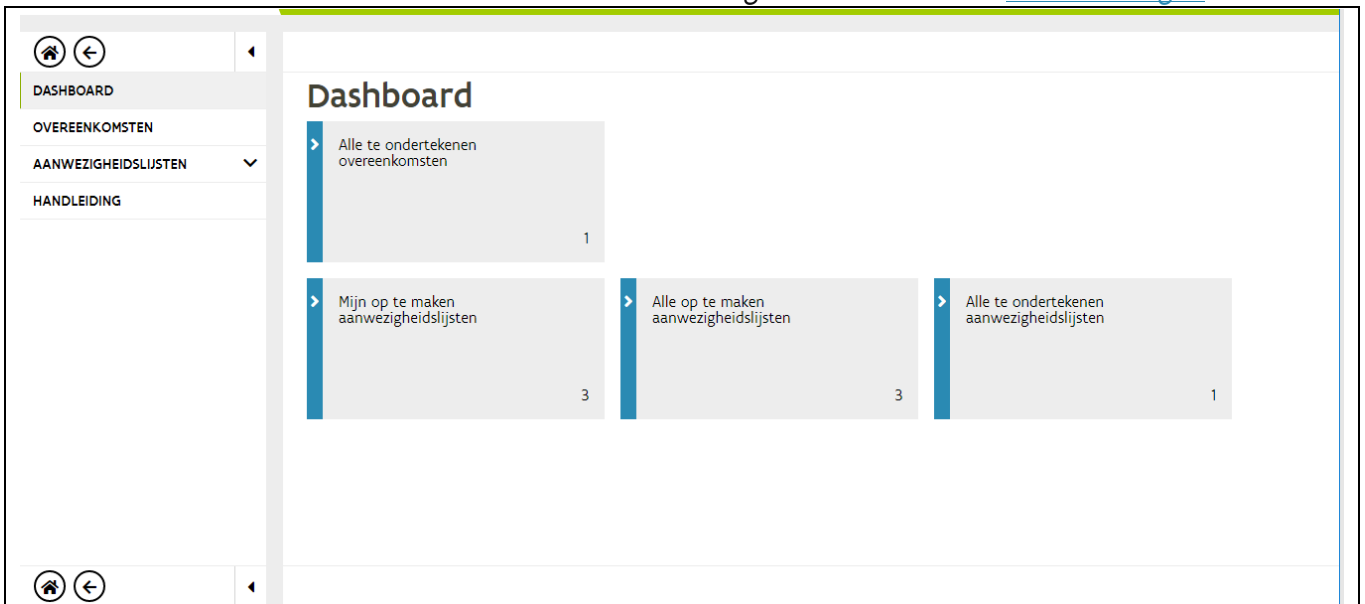 DASHBOARD
OVEREENKOMSTEN
AANWEZIGHEIDSLIJSTEN
HANDLEIDING
Dashboard
Alle te ondertekenen
overeenkomsten
1
Mijn op te maken
aanwezigheidslijsten
3
Alle op te maken
aanwezigheidslijsten
3
Alle te ondertekenen
aanwezigheidslijsten
1